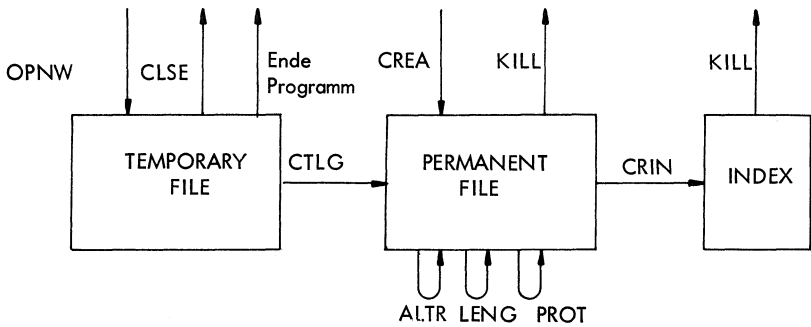 OPNW
CLSE
Ende
Programm
CREA
KILL
KILL
TEMPORARY
FILE
CTLG
PERMANENT
FILE
CRIN
INDEX
ALTR
LENG
PROT